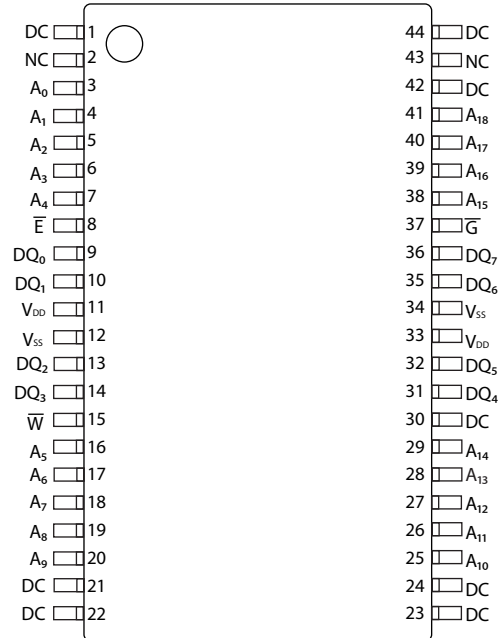 DC 1 44 DC
NC 2 43 NC
A₀ 3 42 DC
A₁ 4 41 A₁₈
A₂ 5 40 A₁₇
A₃ 6 39 A₁₆
A₄ 7 38 A₁₅
E̅ 8 37 G̅
DQ₀ 9 36 DQ₇
DQ₁ 10 35 DQ₆
V_DD 11 34 V_SS
V_SS 12 33 V_DD
DQ₂ 13 32 DQ₅
DQ₃ 14 31 DQ₄
W̅ 15 30 DC
A₅ 16 29 A₁₄
A₆ 17 28 A₁₃
A₇ 18 27 A₁₂
A₈ 19 26 A₁₁
A₉ 20 25 A₁₀
DC 21 24 DC
DC 22 23 DC